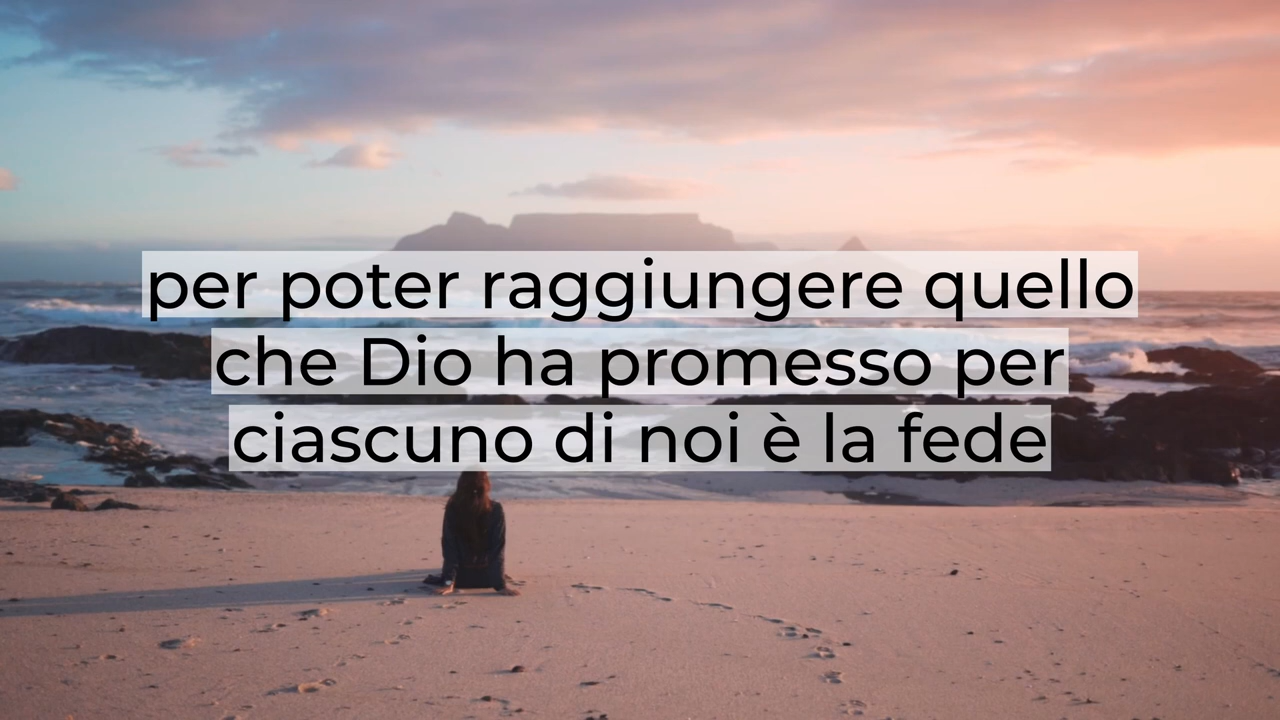 per poter raggiungere quello
che Dio ha promesso per
ciascuno di noi è la fede